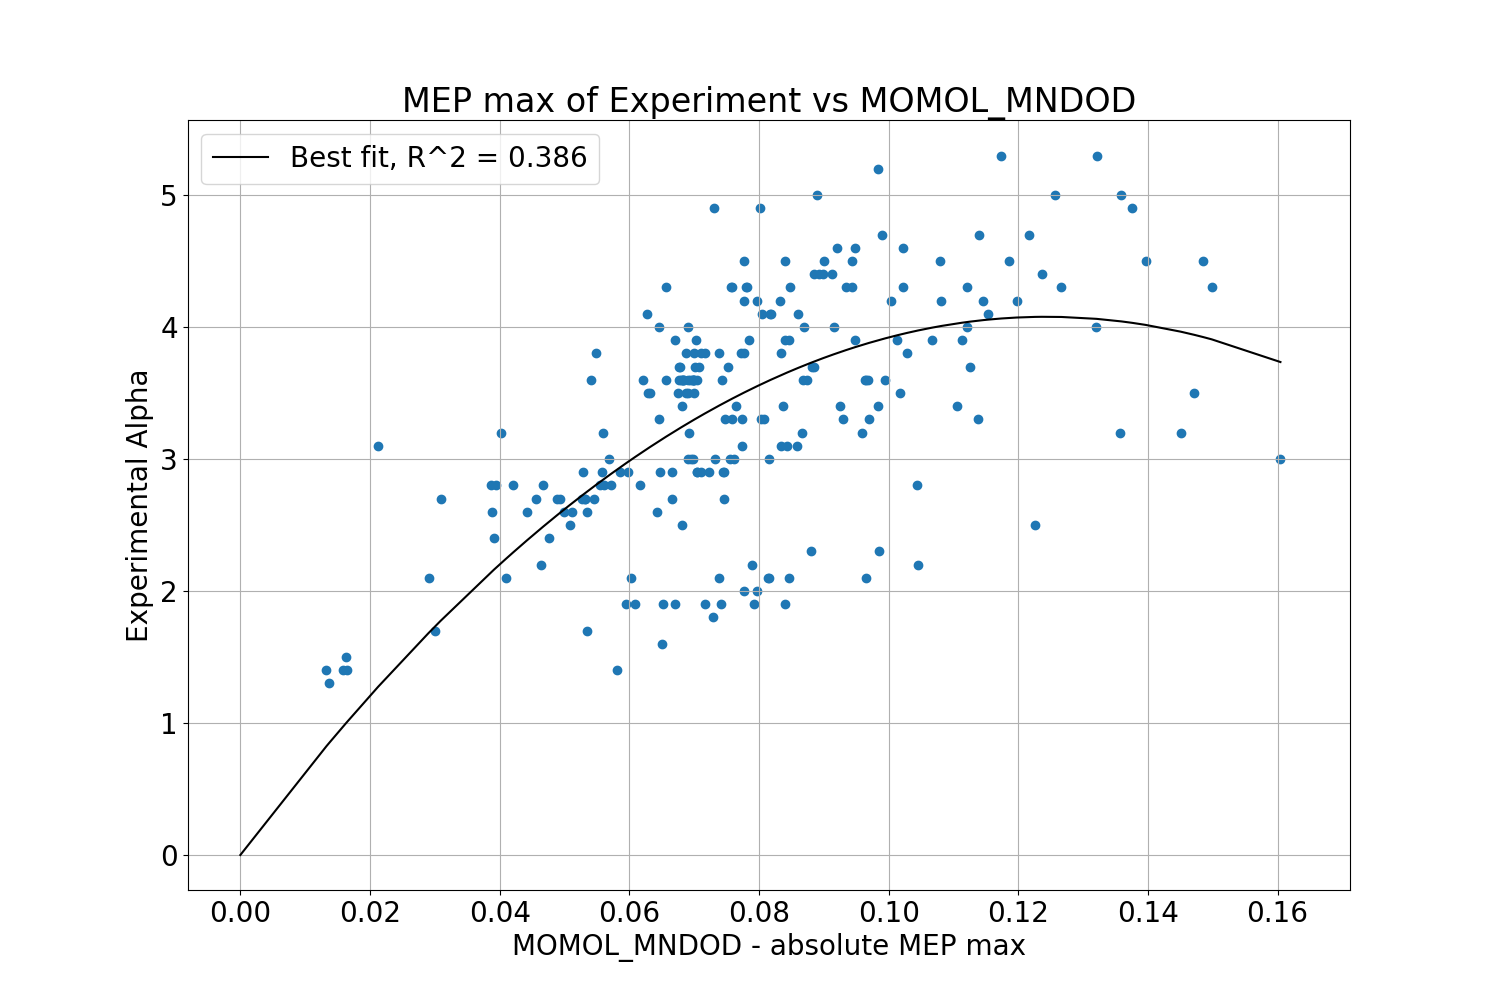 MEP max of Experiment vs MOMOL_MNDOD
Best fit, R^2 = 0.386
Experimental Alpha
5
4
3
2
1
0
0.00 0.02 0.04 0.06 0.08 0.10 0.12 0.14 0.16
MOMOL_MNDOD - absolute MEP max